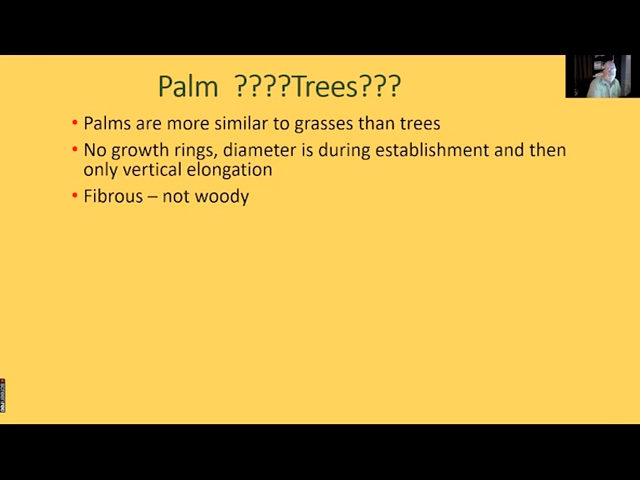 Palm ????Trees???
• Palms are more similar to grasses than trees
• No growth rings, diameter is during establishment and then
only vertical elongation
• Fibrous – not woody